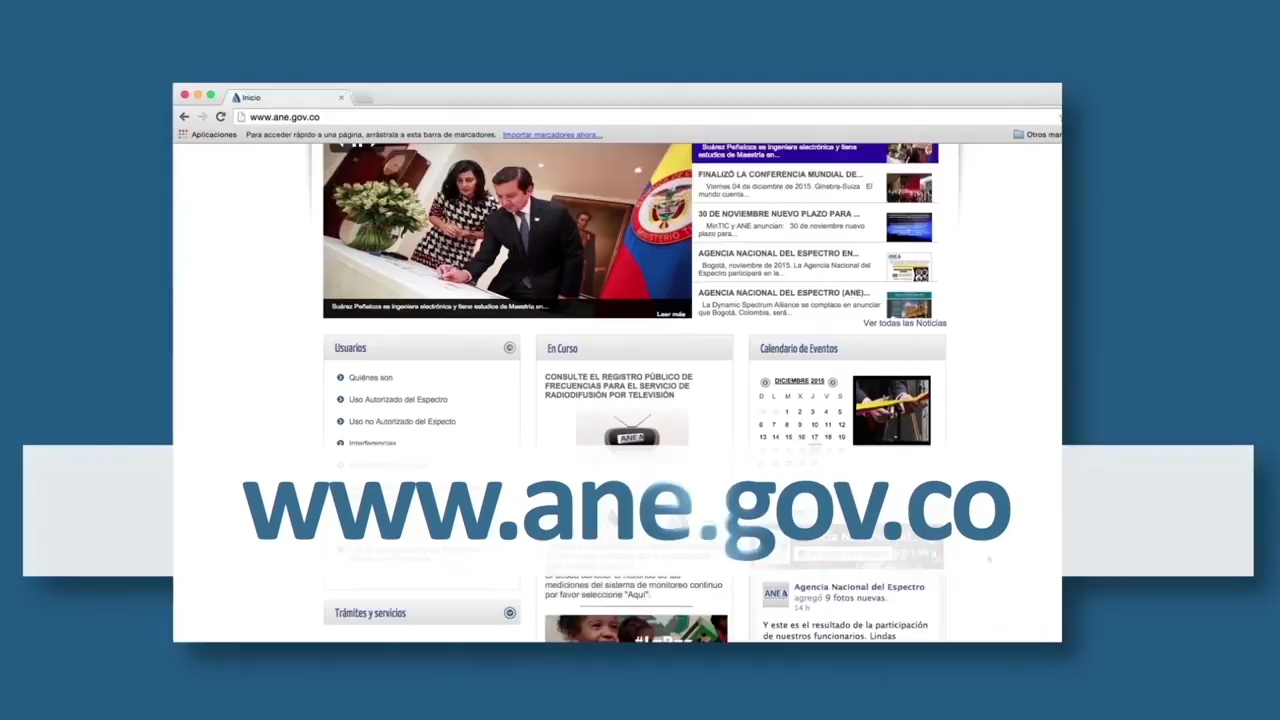 Inicio
www.ane.gov.co
Aplicaciones Para acceder rápido a una página, arrástrala a esta barra de marcadores. Importar marcadores ahora... Otros mar
Suárez Peñaloza es ingeniera electrónica y tiene estudios de Maestría en...
Leer más
Suárez Peñaloza es ingeniera electrónica y tiene
estudios de Maestría en...
FINALIZÓ LA CONFERENCIA MUNDIAL DE...
Viernes 04 de diciembre de 2015. Ginebra-Suiza El
mundo cuenta...
30 DE NOVIEMBRE NUEVO PLAZO PARA ...
MinTIC y ANE anuncian: 30 de noviembre nuevo
plazo para...
AGENCIA NACIONAL DEL ESPECTRO EN...
Bogotá, noviembre de 2015. La Agencia Nacional del
Espectro participará en la...
AGENCIA NACIONAL DEL ESPECTRO (ANE)...
La Dynamic Spectrum Alliance se complace en anunciar
que Bogotá, Colombia, será...
Ver todas las Noticias
Usuarios
Quiénes son
Uso Autorizado del Espectro
Uso no Autorizado del Especto
Interferencias
En Curso
CONSULTE EL REGISTRO PÚBLICO DE
FRECUENCIAS PARA EL SERVICIO DE
RADIODIFUSIÓN POR TELEVISIÓN
ANE
Calendario de Eventos
DICIEMBRE 2015
D L M X J V S
1 2 3 4 5
6 7 8 9 10 11 12
13 14 15 16 17 18 19
www.ane.gov.co
mediciones del sistema de monitoreo continuo
por favor seleccione "Aquí".
Trámites y servicios
ANE
Agencia Nacional del Espectro
agregó 9 fotos nuevas.
14 h
Y este es el resultado de la participación
de nuestros funcionarios. Lindas